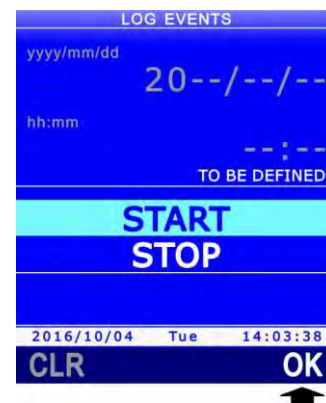 LOG EVENTS
yyyy/mm/dd
20--/--/--
hh:mm
--:--
TO BE DEFINED
START
STOP
2016/10/04 Tue 14:03:38
CLR OK